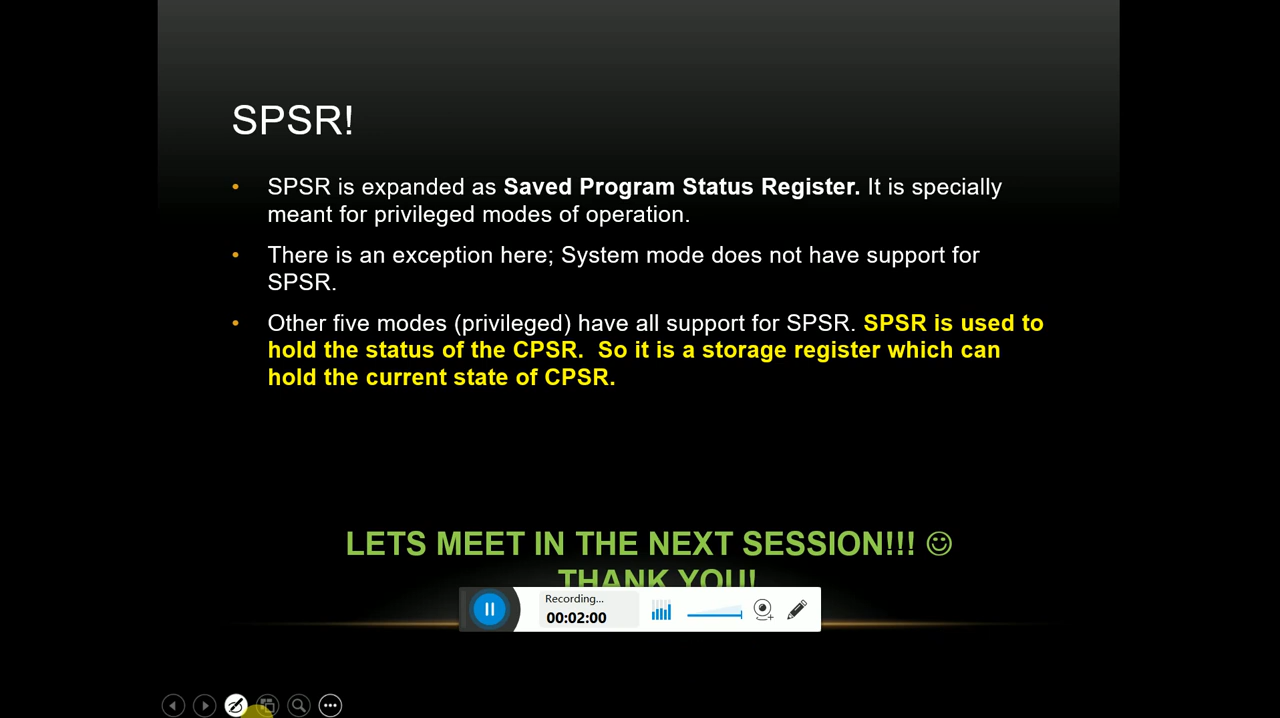 SPSR!
• SPSR is expanded as Saved Program Status Register. It is specially
meant for privileged modes of operation.
• There is an exception here; System mode does not have support for
SPSR.
• Other five modes (privileged) have all support for SPSR. SPSR is used to
hold the status of the CPSR. So it is a storage register which can
hold the current state of CPSR.
LETS MEET IN THE NEXT SESSION!!! ☺
THANK YOU!
Recording...
00:02:00